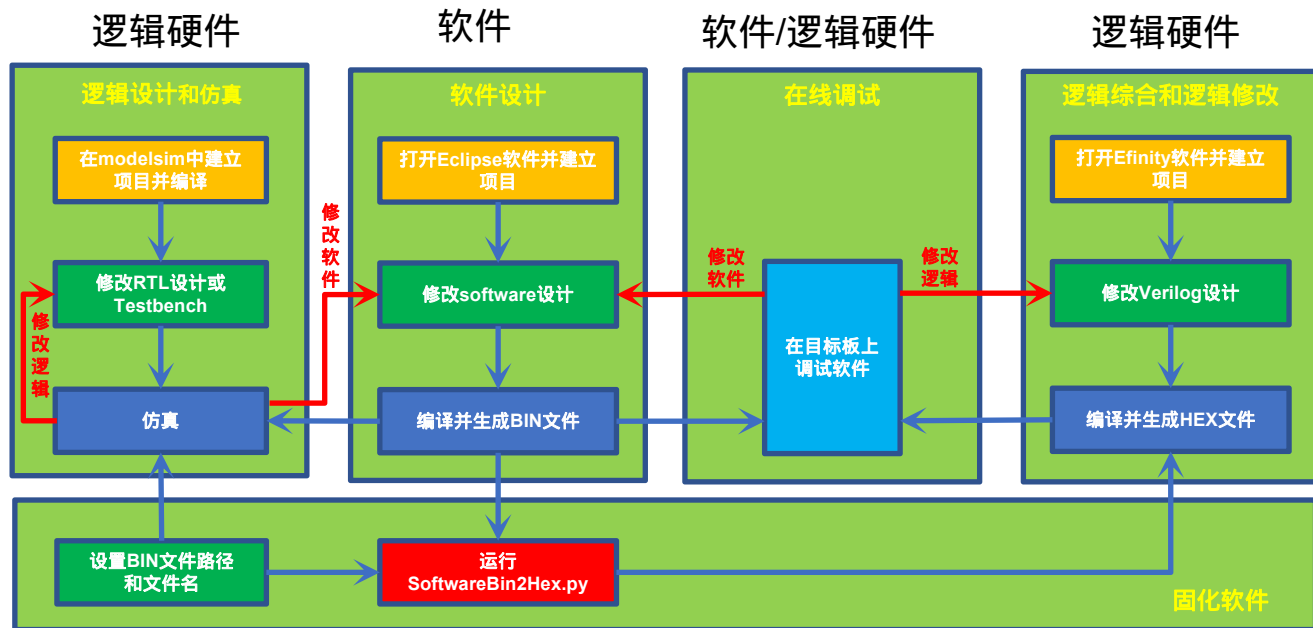 逻辑硬件
软件
软件/逻辑硬件
逻辑硬件
逻辑设计和仿真
在modelsim中建立
项目并编译
修改RTL设计或
Testbench
修改逻辑
仿真
修改软件
软件设计
打开Eclipse软件并建立
项目
修改software设计
编译并生成BIN文件
在线调试
修改
软件
修改
逻辑
在目标板上
调试软件
逻辑综合和逻辑修改
打开Efinity软件并建立
项目
修改Verilog设计
编译并生成HEX文件
设置BIN文件路径
和文件名
运行
SoftwareBin2Hex.py
固化软件